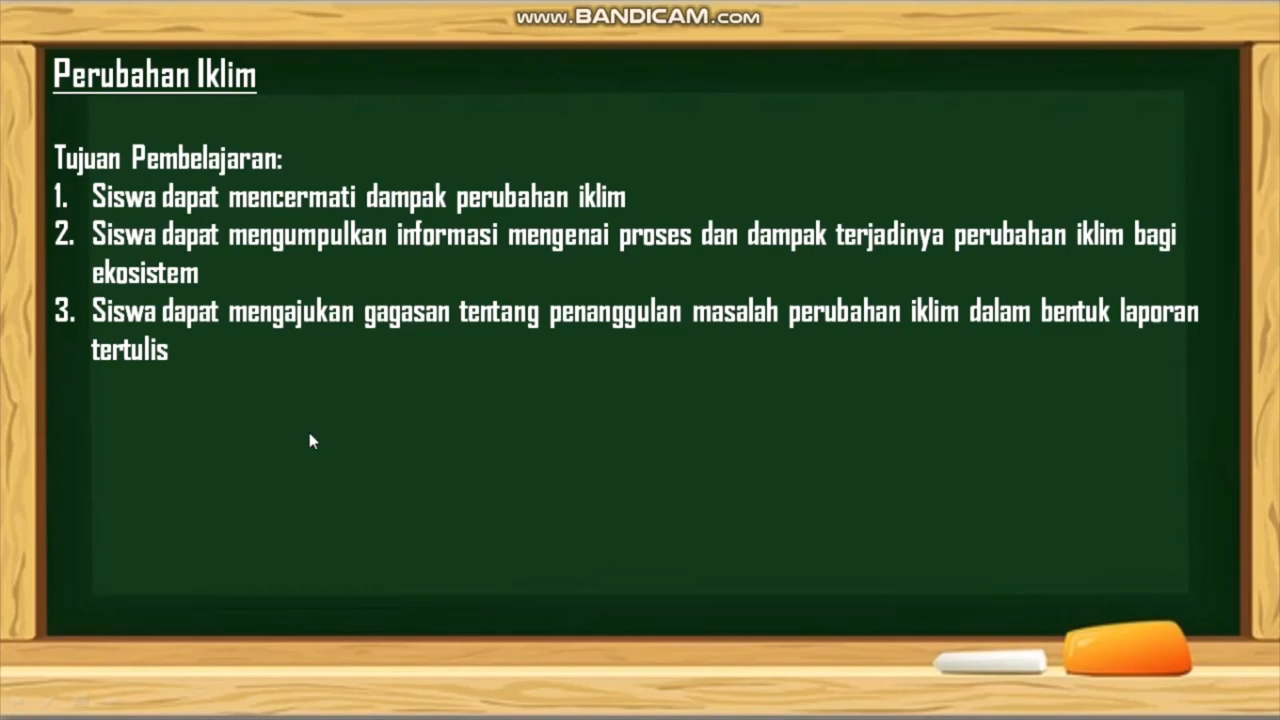 www.BANDICAM.com
Perubahan Iklim
Tujuan Pembelajaran:
1. Siswa dapat mencermati dampak perubahan iklim
2. Siswa dapat mengumpulkan informasi mengenai proses dan dampak terjadinya perubahan iklim bagi
ekosistem
3. Siswa dapat mengajukan gagasan tentang penanggulan masalah perubahan iklim dalam bentuk laporan
tertulis